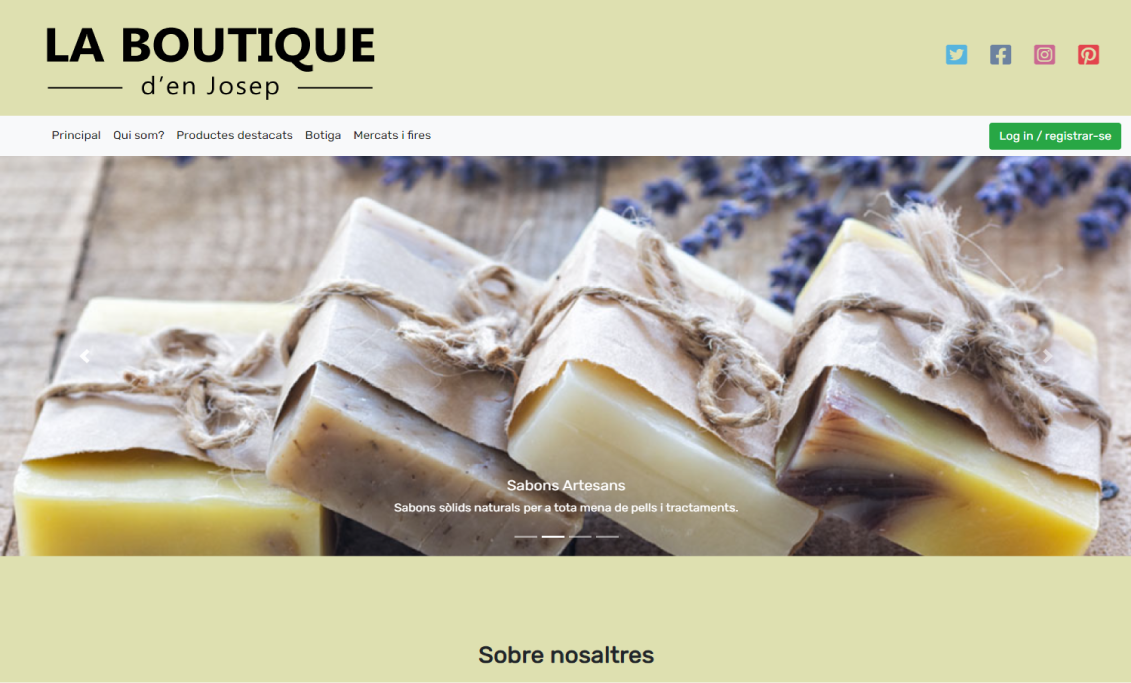 LA BOUTIQUE
d'en Josep
Principal Qui som? Productes destacats Botiga Mercats i fires
Log in / registrar-se
Sabons Artesans
Sabons sòlids naturals per a tota mena de pells i tractaments.
Sobre nosaltres